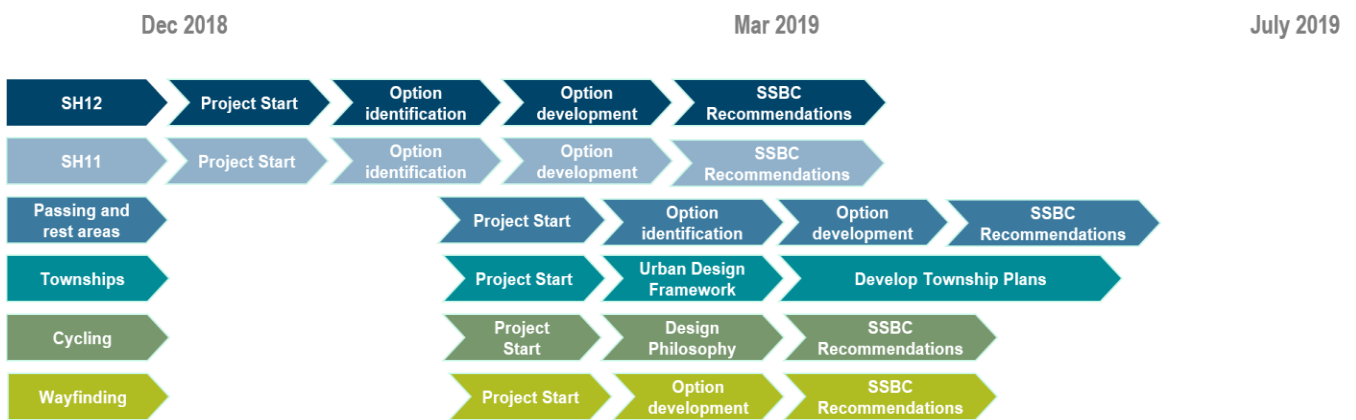 Dec 2018 Mar 2019 July 2019
SH12
Project Start
Option
identification
Option
development
SSBC
Recommendations
SH11
Project Start
Option
identification
Option
development
SSBC
Recommendations
Passing and
rest areas
Project Start
Option
identification
Option
development
SSBC
Recommendations
Townships
Project Start
Urban Design
Framework
Develop Township Plans
Cycling
Project
Start
Design
Philosophy
SSBC
Recommendations
Wayfinding
Project Start
Option
development
SSBC
Recommendations